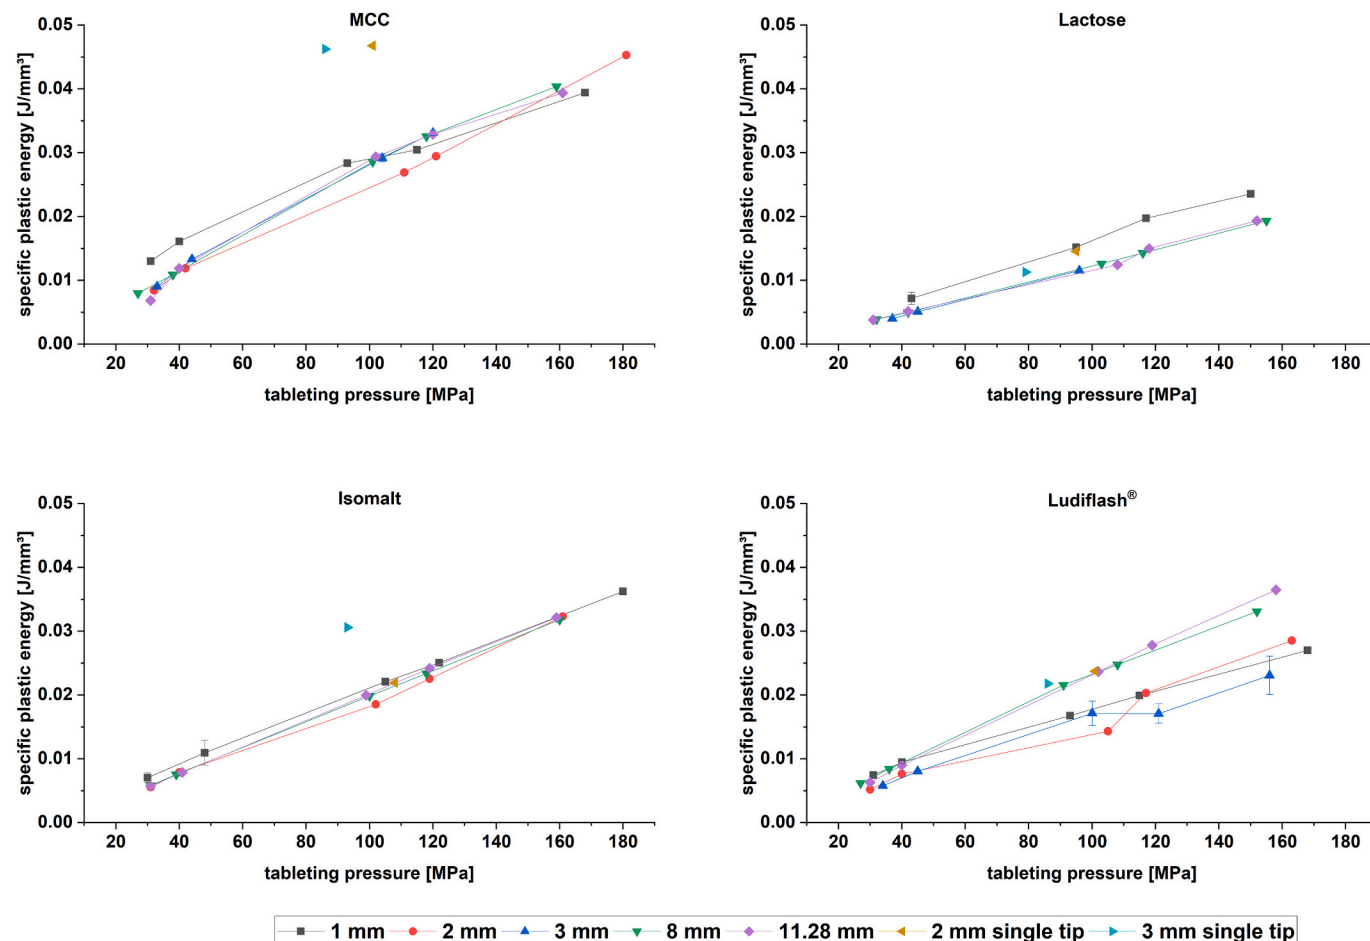 MCC
specific plastic energy [J/mm³]
0.05
0.04
0.03
0.02
0.01
0.00
20 40 60 80 100 120 140 160 180
tableting pressure [MPa]
Lactose
specific plastic energy [J/mm³]
0.05
0.04
0.03
0.02
0.01
0.00
20 40 60 80 100 120 140 160 180
tableting pressure [MPa]
Isomalt
specific plastic energy [J/mm³]
0.05
0.04
0.03
0.02
0.01
0.00
20 40 60 80 100 120 140 160 180
tableting pressure [MPa]
Ludiflash®
specific plastic energy [J/mm³]
0.05
0.04
0.03
0.02
0.01
0.00
20 40 60 80 100 120 140 160 180
tableting pressure [MPa]
1 mm 2 mm 3 mm 8 mm 11.28 mm 2 mm single tip 3 mm single tip